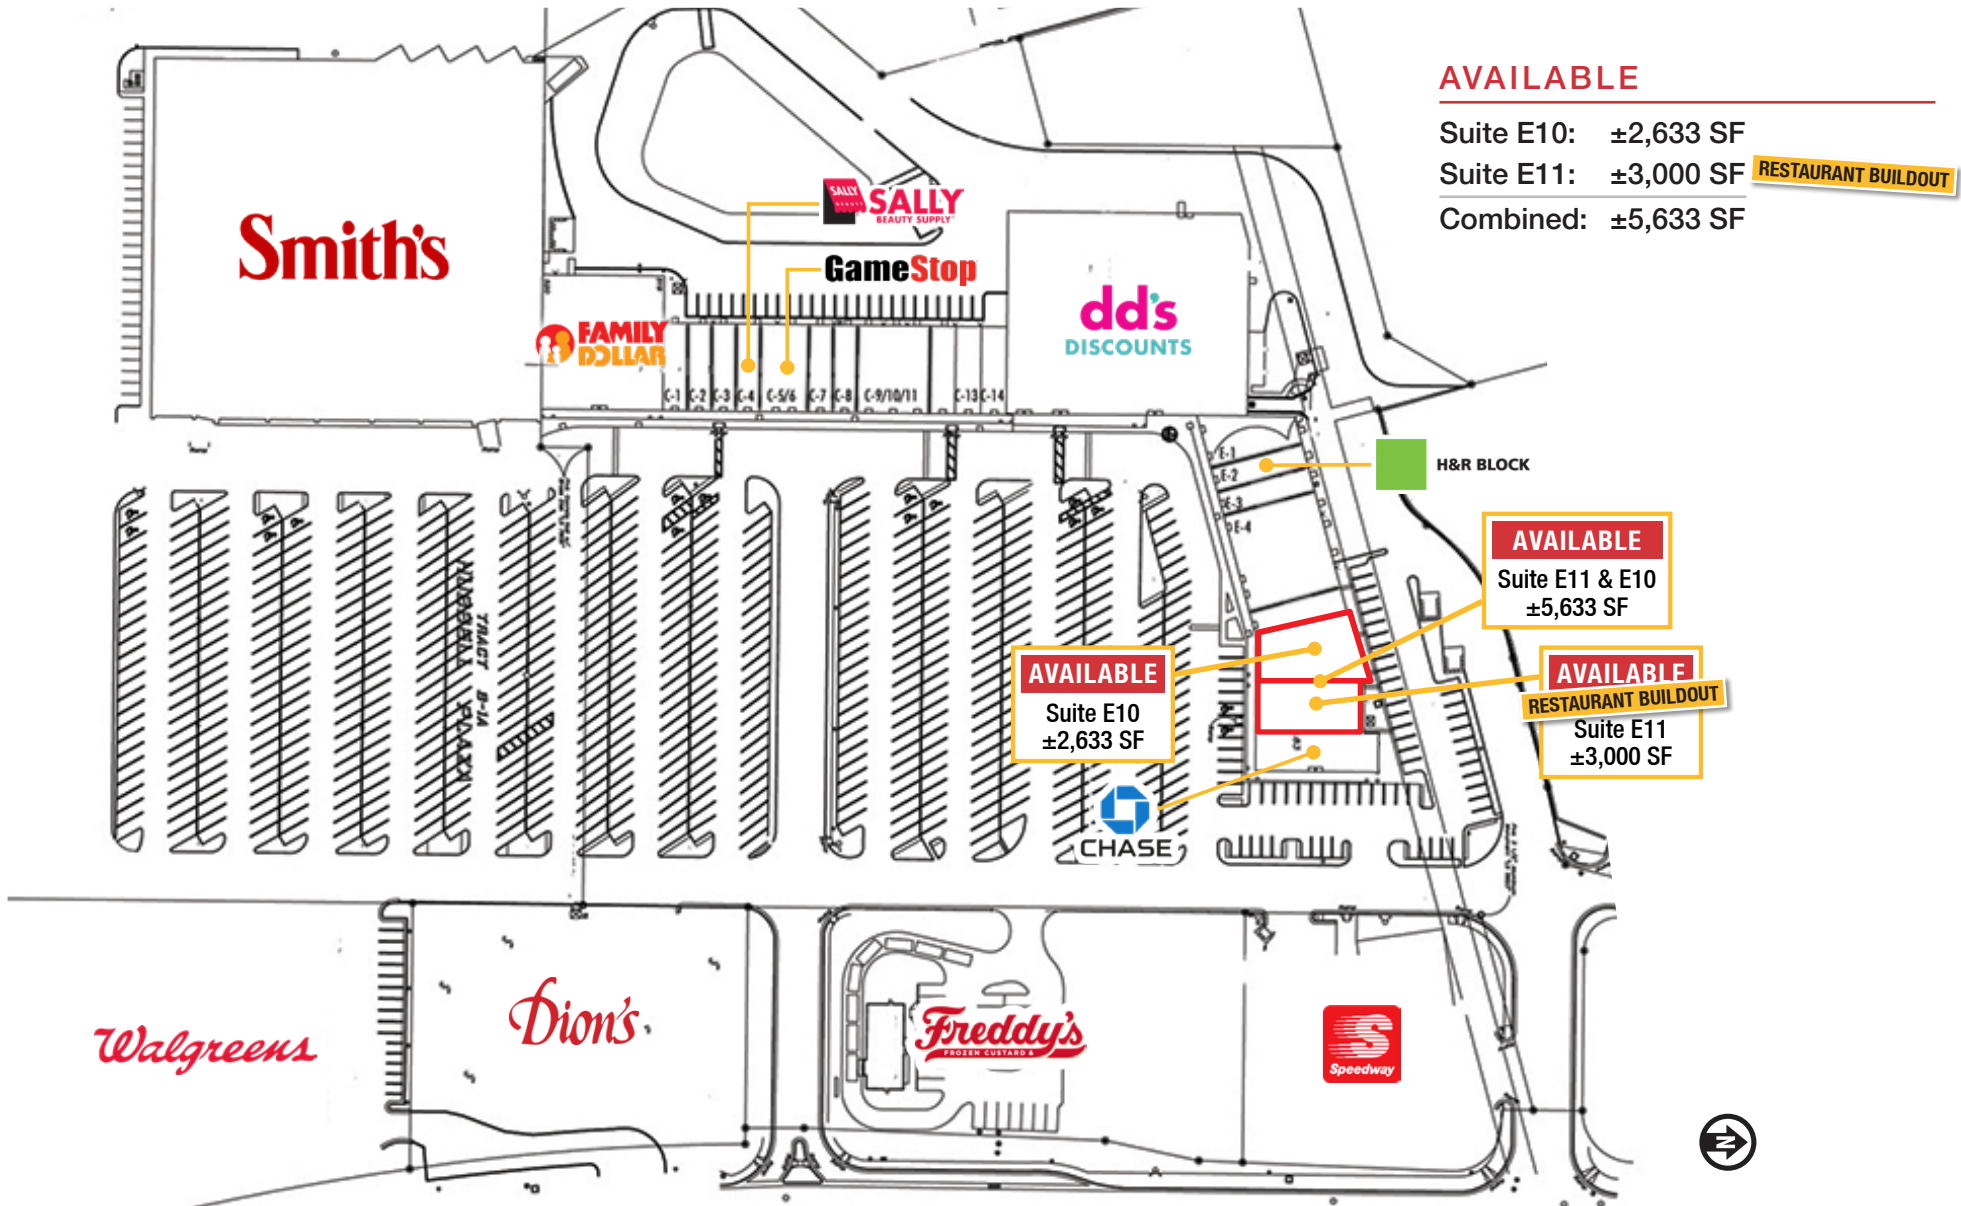 AVAILABLE
Suite E10: ±2,633 SF
Suite E11: ±3,000 SF RESTAURANT BUILDOUT
Combined: ±5,633 SF
SALLY
SALLY
BEAUTY SUPPLY
Smith's
GameStop
FAMILY
DOLLAR
dd's
DISCOUNTS
C-1 C-2 C-3 C-4 C-5/6 C-7 C-8 C-9/10/11 C-13 C-14
E-1
E-2
E-3
E-4
H&R BLOCK
AVAILABLE
Suite E11 & E10
±5,633 SF
AVAILABLE
Suite E10
±2,633 SF
AVAILABLE
RESTAURANT BUILDOUT
Suite E11
±3,000 SF
TRACT B-1A
CHASE
Walgreens
Dion's
Freddy's
FROZEN CUSTARD &
S
Speedway
N